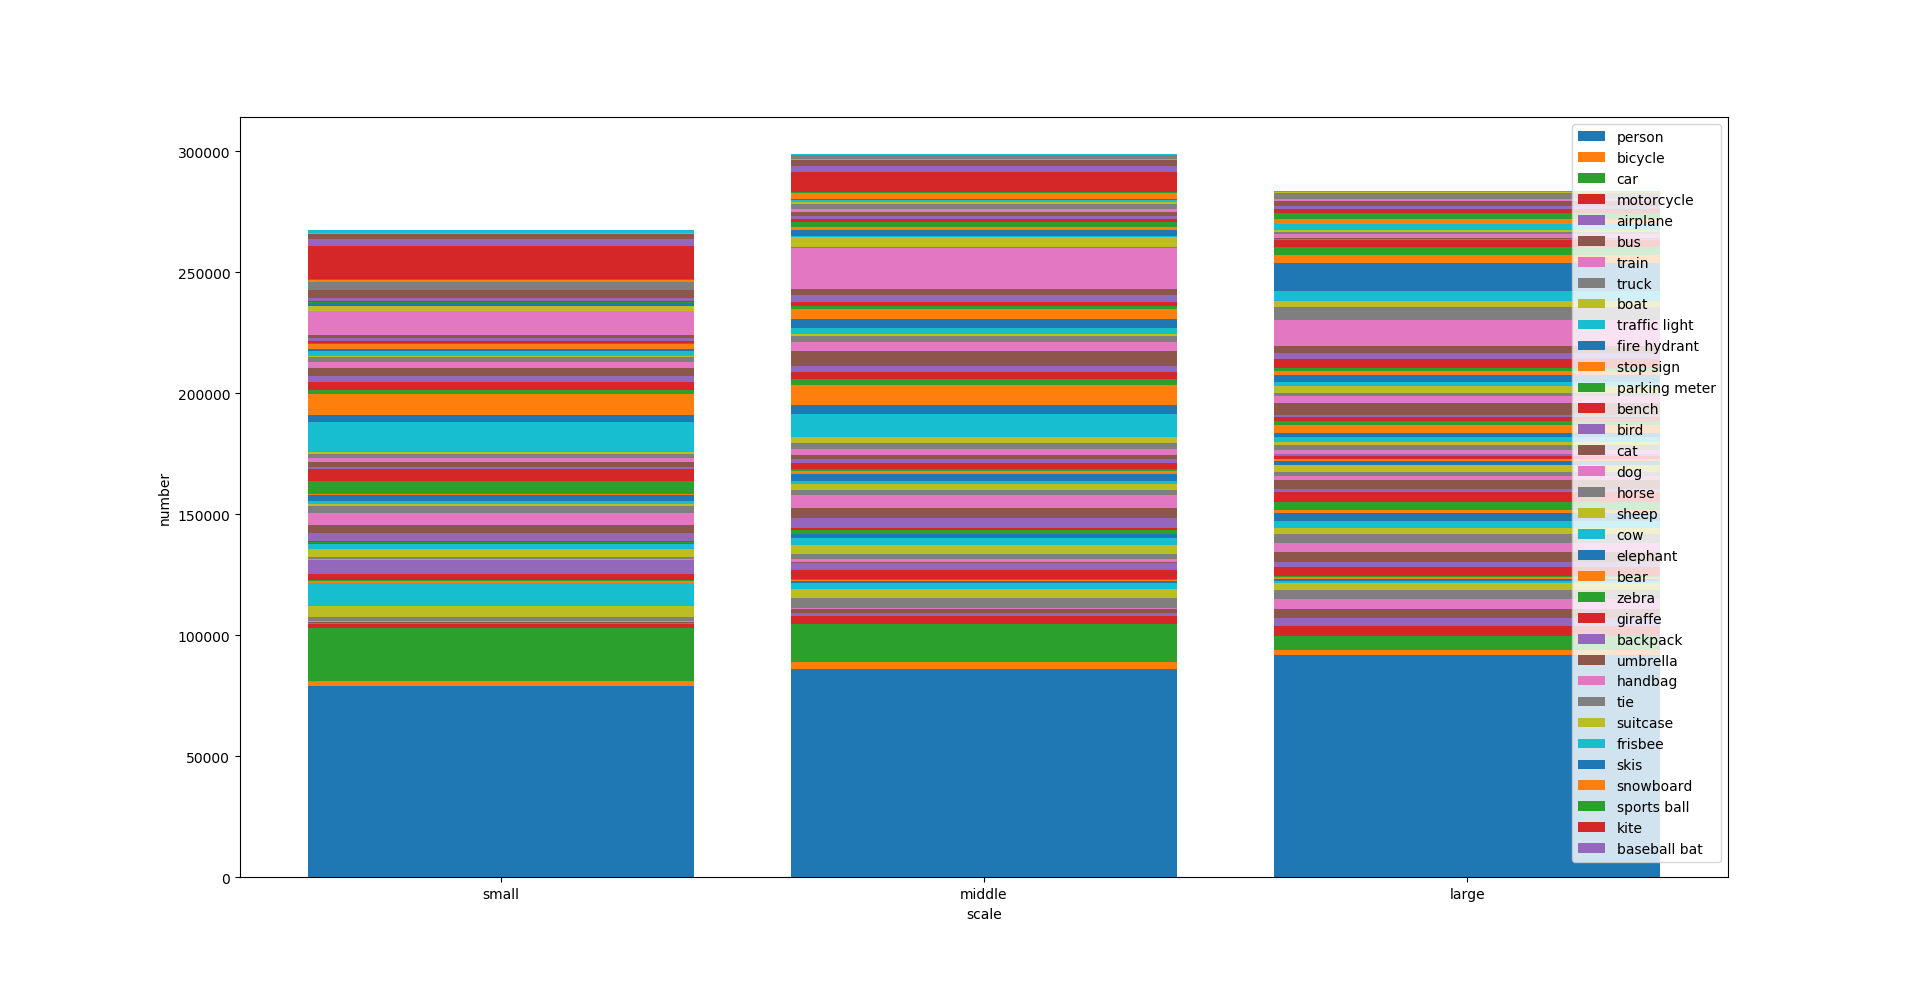 300000
250000
200000
150000
100000
50000
0
number
small
middle
large
scale
person
bicycle
car
motorcycle
airplane
bus
train
truck
boat
traffic light
fire hydrant
stop sign
parking meter
bench
bird
cat
dog
horse
sheep
cow
elephant
bear
zebra
giraffe
backpack
umbrella
handbag
tie
suitcase
frisbee
skis
snowboard
sports ball
kite
baseball bat